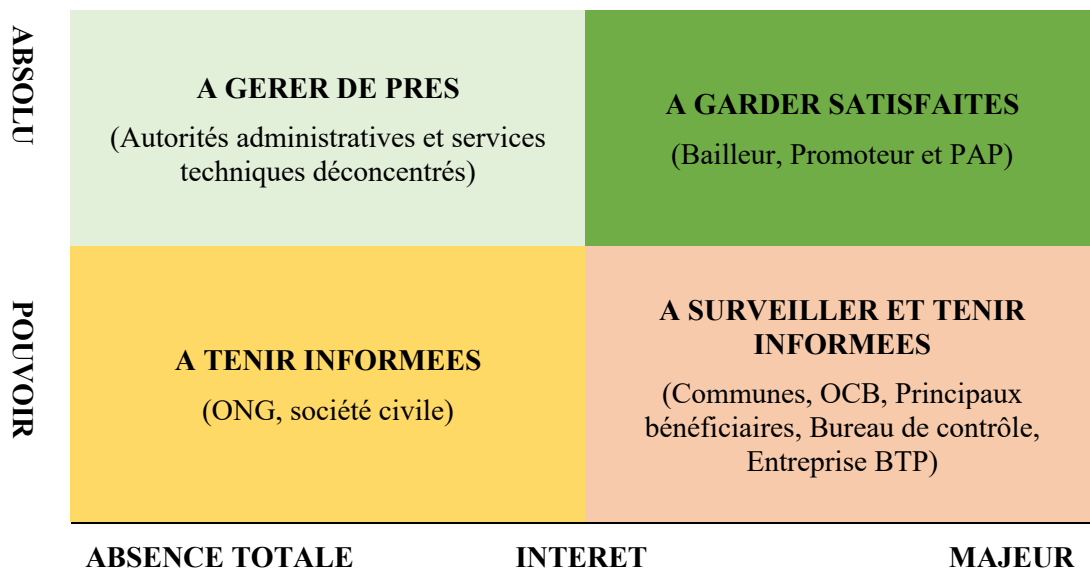 ABSOLU
A GERER DE PRES
(Autorités administratives et services
techniques déconcentrés)
A GARDER SATISFAITES
(Bailleur, Promoteur et PAP)
POUVOIR
A TENIR INFORMEES
(ONG, société civile)
A SURVEILLER ET TENIR
INFORMEES
(Communes, OCB, Principaux
bénéficiaires, Bureau de contrôle,
Entreprise BTP)
ABSENCE TOTALE
INTERET
MAJEUR